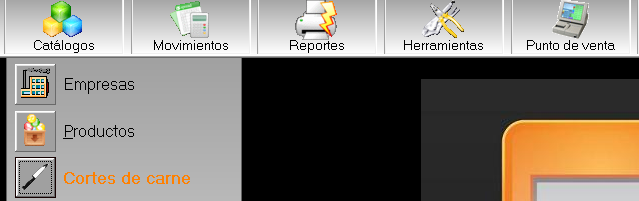 Catálogos Movimientos Reportes Herramientas Punto de venta
Empresas
Productos
Cortes de carne